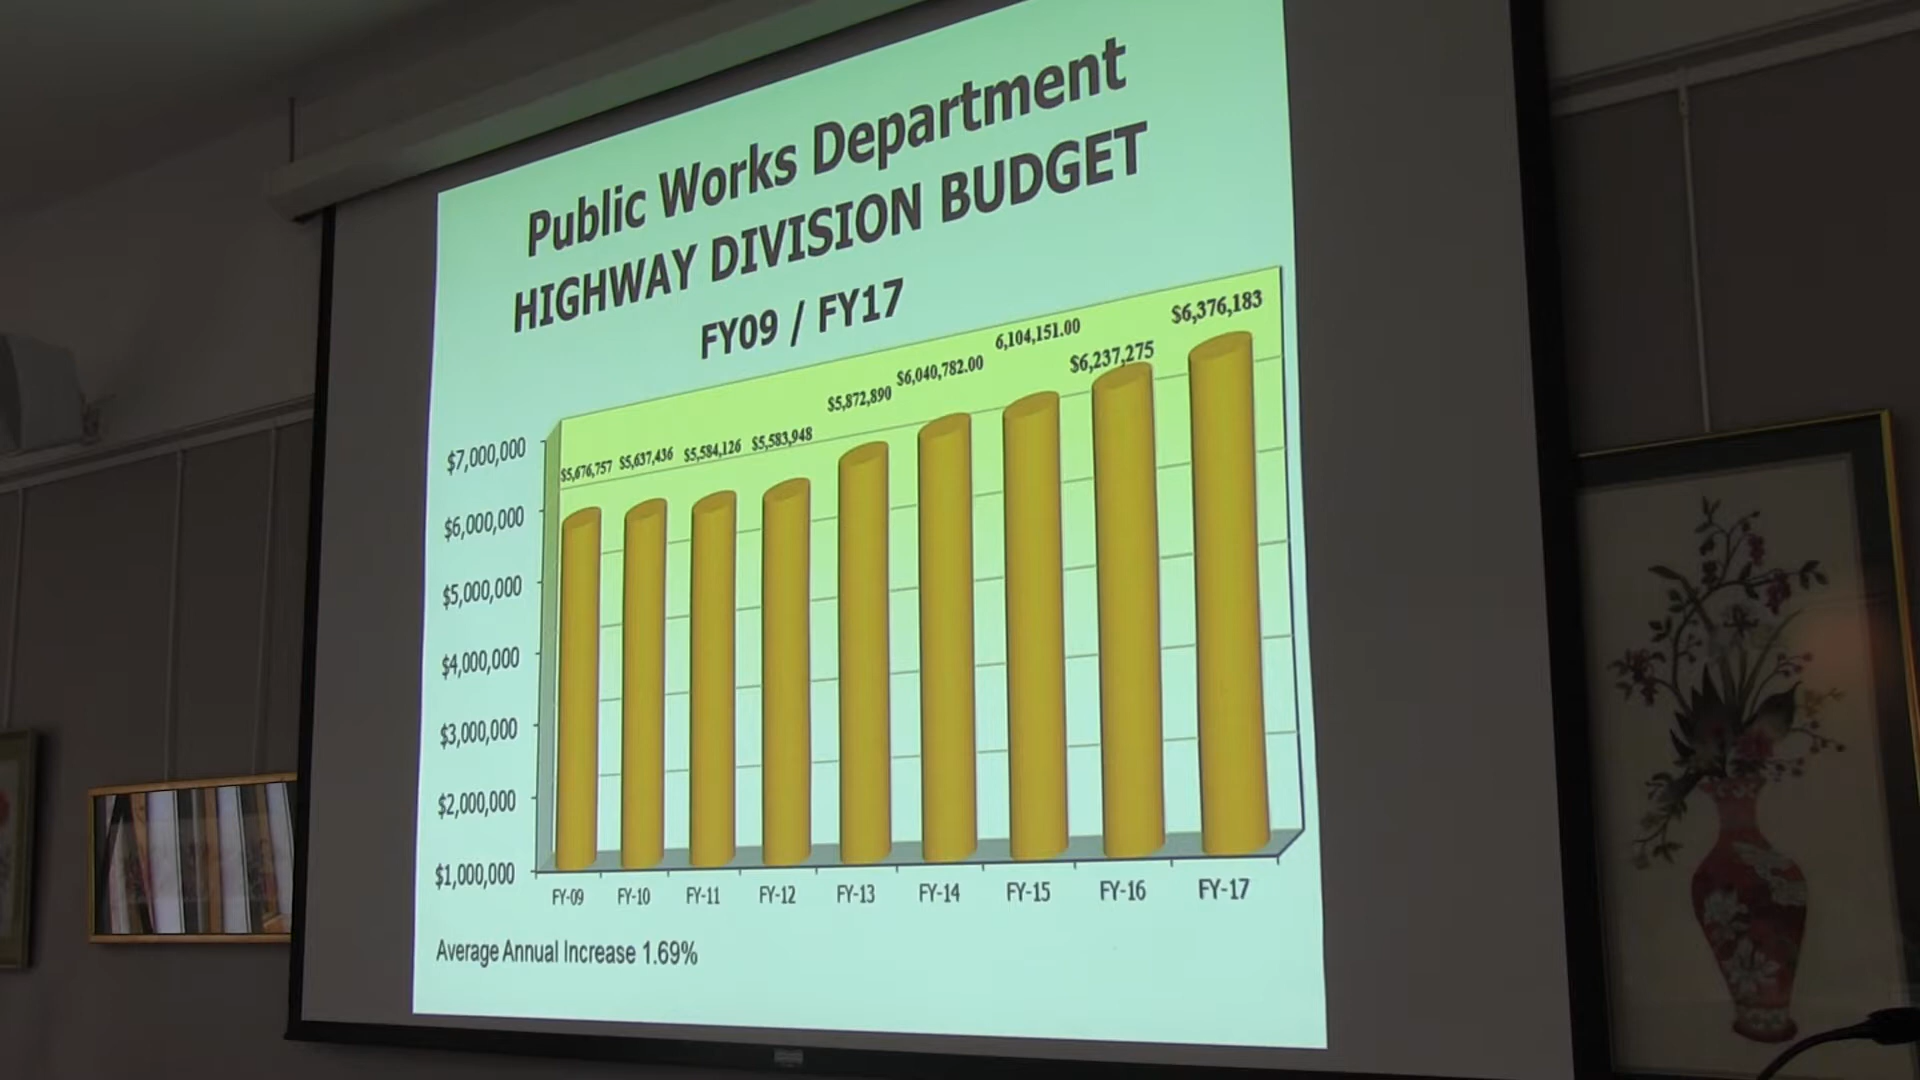 Public Works Department
HIGHWAY DIVISION BUDGET
FY09 / FY17
$5,676,757 $5,637,436 $5,584,126 $5,583,948 $5,872,890 $6,040,782.00 6,104,151.00 $6,237,275 $6,376,183
$7,000,000
$6,000,000
$5,000,000
$4,000,000
$3,000,000
$2,000,000
$1,000,000
FY-09 FY-10 FY-11 FY-12 FY-13 FY-14 FY-15 FY-16 FY-17
Average Annual Increase 1.69%